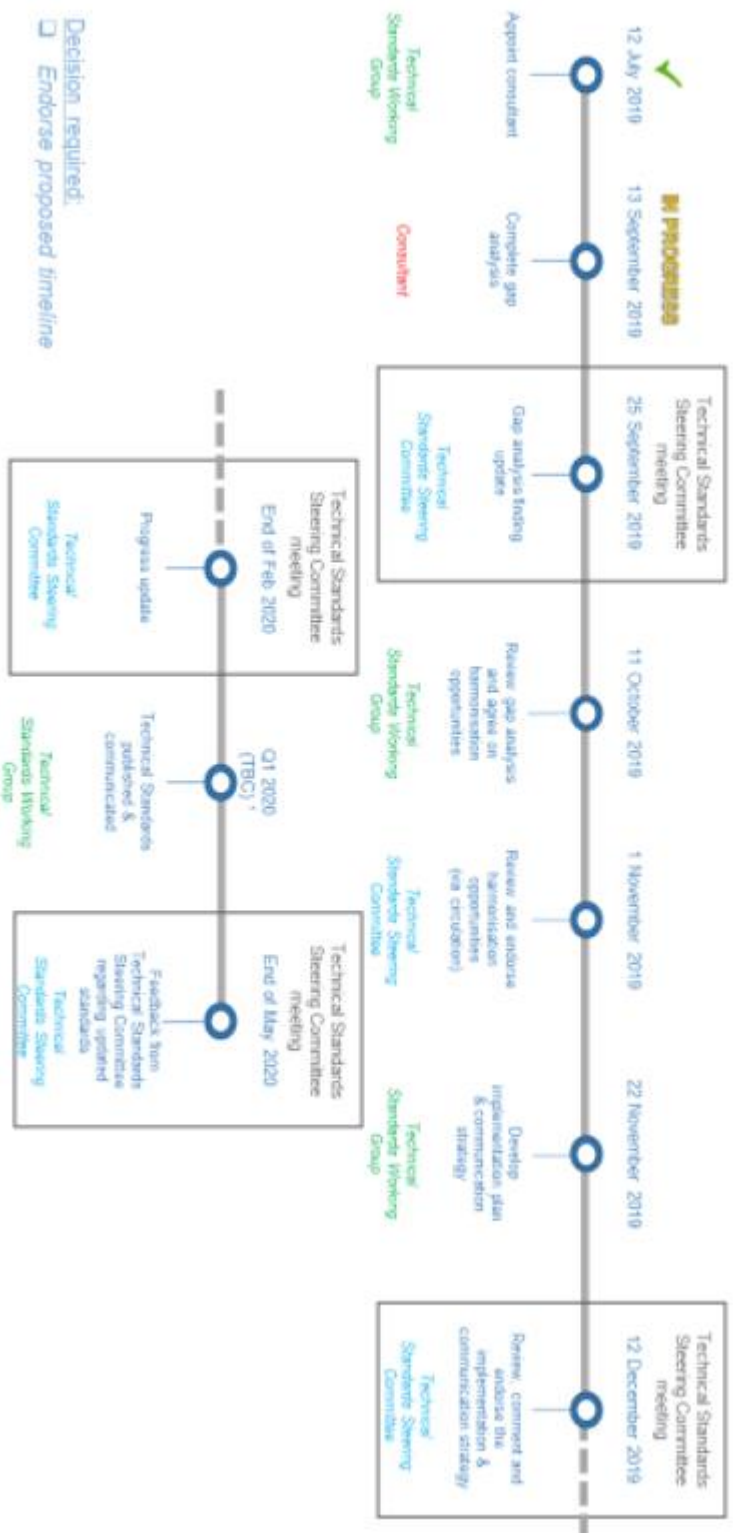 12 July 2019
Appoint consultant
Technical
Standards Working
Group
IN PROGRESS
13 September 2019
Complete gap
analysis
Consultant
Technical Standards
Steering Committee
meeting
25 September 2019
Gap analysis finding
update
Technical
Standards Steering
Committee
11 October 2019
Review gap analysis
and agree on
harmonisation
opportunities
Technical
Standards Working
Group
1 November 2019
Review and endorse
harmonisation
opportunities
(via circulation)
Technical
Standards Steering
Committee
22 November 2019
Develop
implementation plan
& communication
strategy
Technical
Standards Working
Group
Technical Standards
Steering Committee
meeting
12 December 2019
Review, comment and
endorse the
implementation &
communication strategy
Technical
Standards Steering
Committee
Technical Standards
Steering Committee
meeting
End of Feb 2020
Progress update
Technical
Standards Steering
Committee
Q1 2020
(TBC) *
Technical Standards
published &
communicated
Technical
Standards Working
Group
Technical Standards
Steering Committee
meeting
End of May 2020
Feedback from
Technical Standards
Steering Committee
regarding updated
standards
Technical
Standards Steering
Committee
Decision required:
❑ Endorse proposed timeline